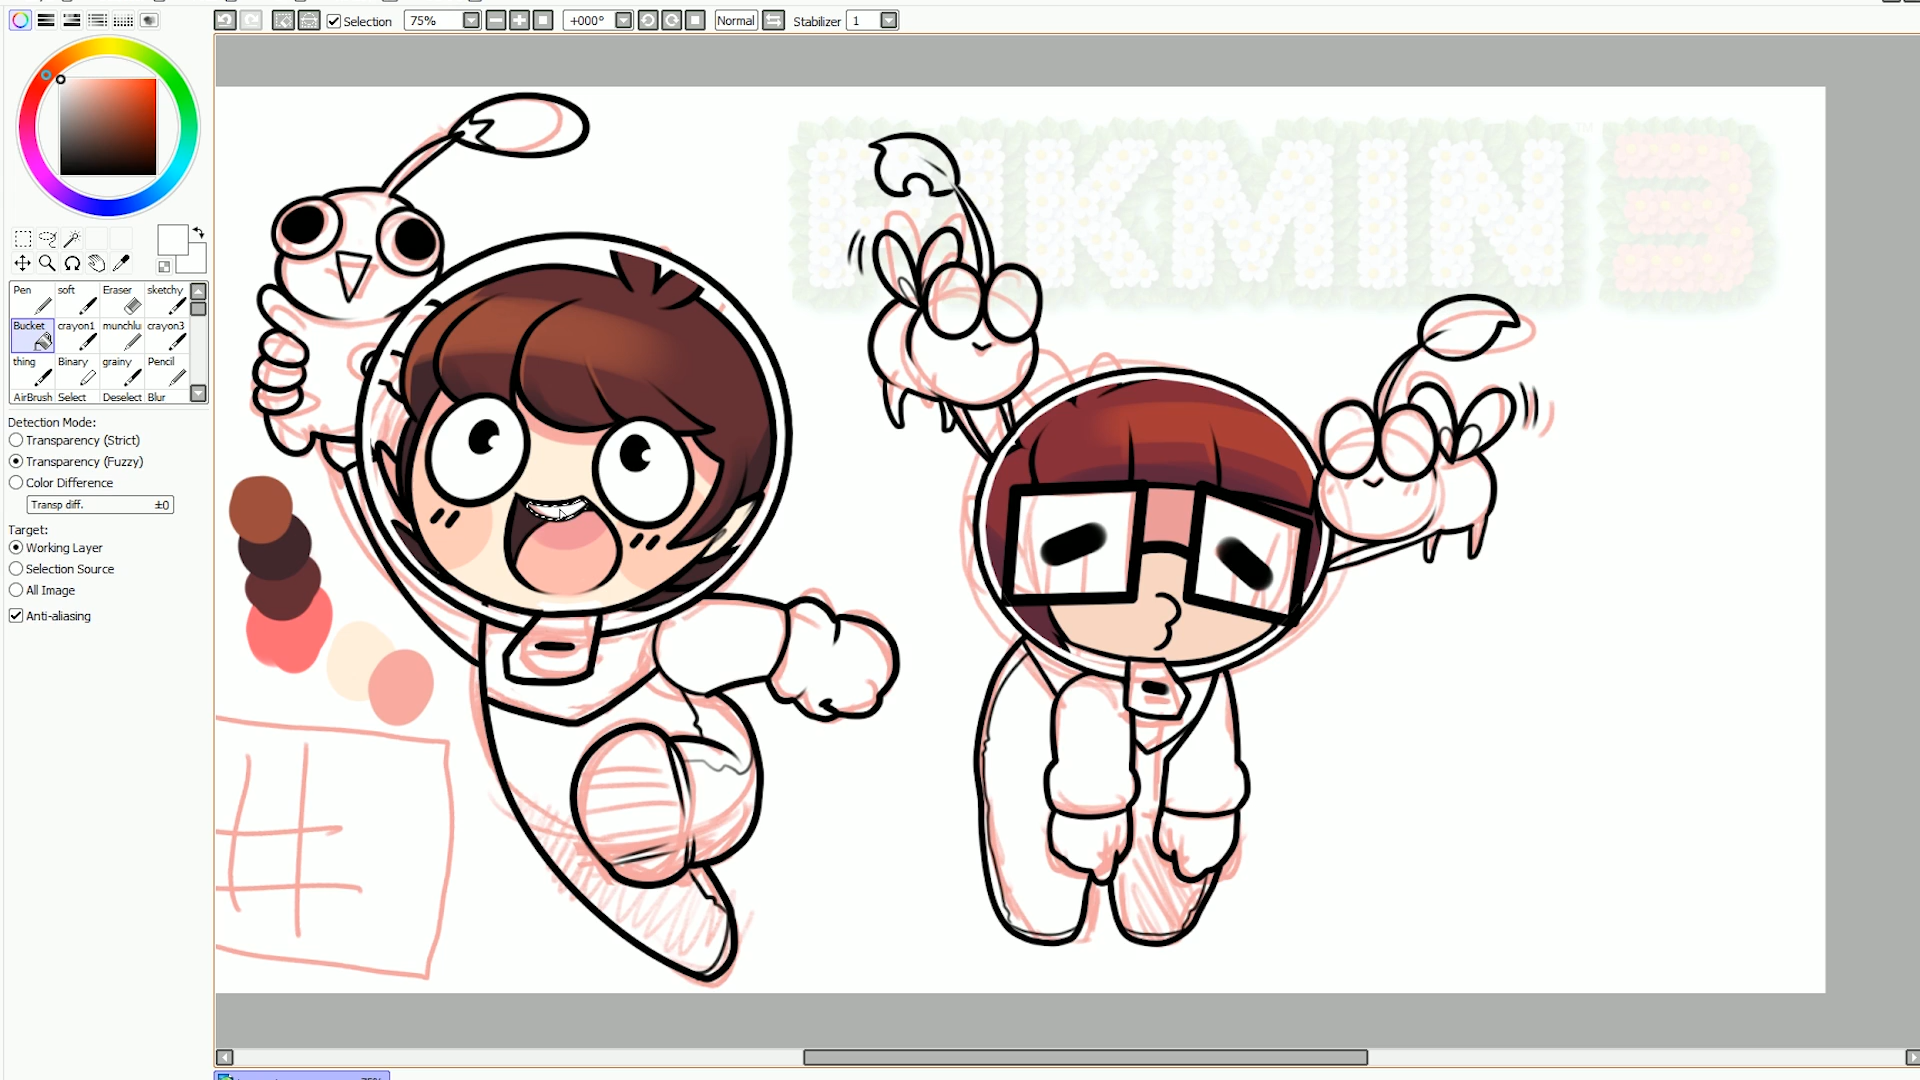 Selection
75%
+000°
Normal
Stabilizer
1
PIKMIN 3
TM
Pen soft Eraser sketchy
Bucket crayon1 munchlu crayon3
thing Binary grainy Pencil
AirBrush Select Deselect Blur
Detection Mode:
Transparency (Strict)
Transparency (Fuzzy)
Color Difference
Transp diff. ±0
Target:
Working Layer
Selection Source
All Image
Anti-aliasing